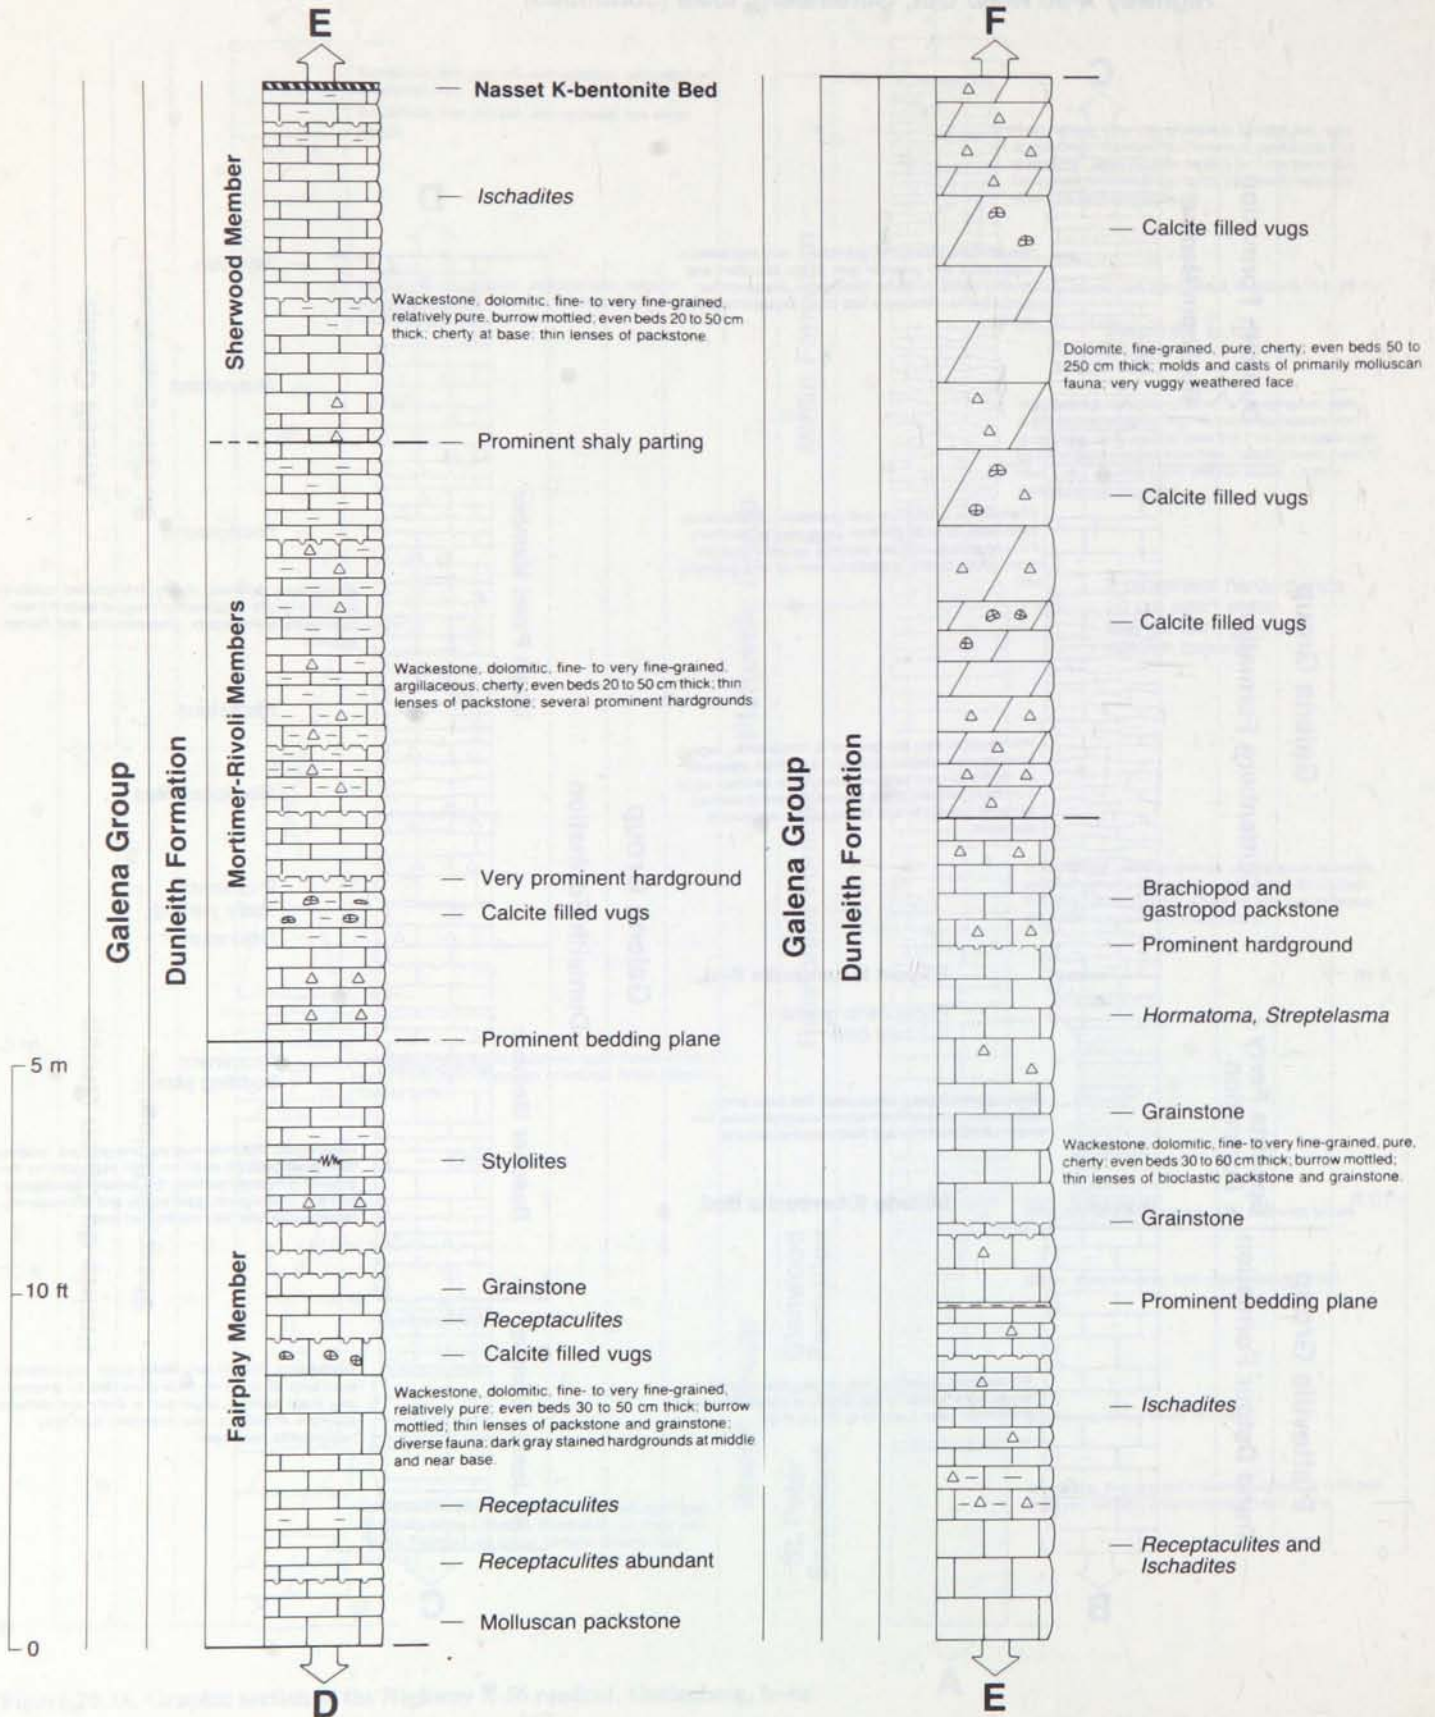 E
Nasset K-bentonite Bed
Ischadites
Sherwood Member
Wackestone, dolomitic, fine- to very fine-grained,
relatively pure, burrow mottled; even beds 20 to 50 cm
thick; cherty at base; thin lenses of packstone.
Prominent shaly parting
Mortimer-Rivoli Members
Wackestone, dolomitic, fine- to very fine-grained,
argillaceous, cherty; even beds 20 to 50 cm thick; thin
lenses of packstone; several prominent hardgrounds
Galena Group
Dunleith Formation
Very prominent hardground
Calcite filled vugs
Prominent bedding plane
5 m
Stylolites
10 ft
Grainstone
Receptaculites
Calcite filled vugs
Fairplay Member
Wackestone, dolomitic, fine- to very fine-grained,
relatively pure; even beds 30 to 50 cm thick; burrow
mottled; thin lenses of packstone and grainstone;
diverse fauna; dark gray stained hardgrounds at middle
and near base.
Receptaculites
Receptaculites abundant
Molluscan packstone
0
D
F
Calcite filled vugs
Dolomite, fine-grained, pure, cherty; even beds 50 to
250 cm thick; molds and casts of primarily molluscan
fauna; very vuggy weathered face.
Calcite filled vugs
Calcite filled vugs
Galena Group
Dunleith Formation
Brachiopod and
gastropod packstone
Prominent hardground
Hormatoma, Streptelasma
Grainstone
Wackestone, dolomitic, fine- to very fine-grained, pure,
cherty; even beds 30 to 60 cm thick; burrow mottled;
thin lenses of bioclastic packstone and grainstone.
Grainstone
Prominent bedding plane
Ischadites
Receptaculites and
Ischadites
E